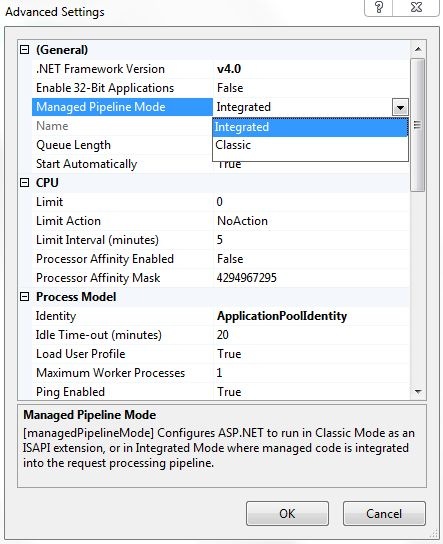 Advanced Settings
(General)
.NET Framework Version v4.0
Enable 32-Bit Applications False
Managed Pipeline Mode Integrated
Name Integrated
Queue Length Classic
Start Automatically True
CPU
Limit 0
Limit Action NoAction
Limit Interval (minutes) 5
Processor Affinity Enabled False
Processor Affinity Mask 4294967295
Process Model
Identity ApplicationPoolIdentity
Idle Time-out (minutes) 20
Load User Profile True
Maximum Worker Processes 1
Ping Enabled True
Managed Pipeline Mode
[managedPipelineMode] Configures ASP.NET to run in Classic Mode as an
ISAPI extension, or in Integrated Mode where managed code is integrated
into the request processing pipeline.
OK Cancel